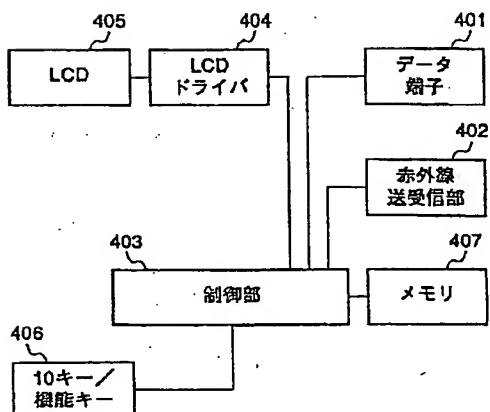 405
LCD
404
LCD
ドライバ
401
データ
端子
402
赤外線
送受信部
403
制御部
407
メモリ
406
10キー／
機能キー